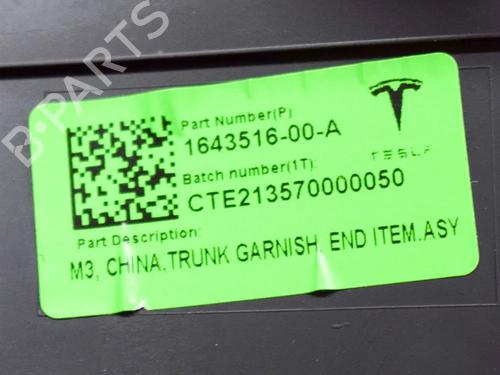 B-PARTS
Part Number(P)
1643516-00-A
Batch number(1T):
TESLA
CTE213570000050
Part Description:
M3, CHINA.TRUNK GARNISH, END ITEM.ASY